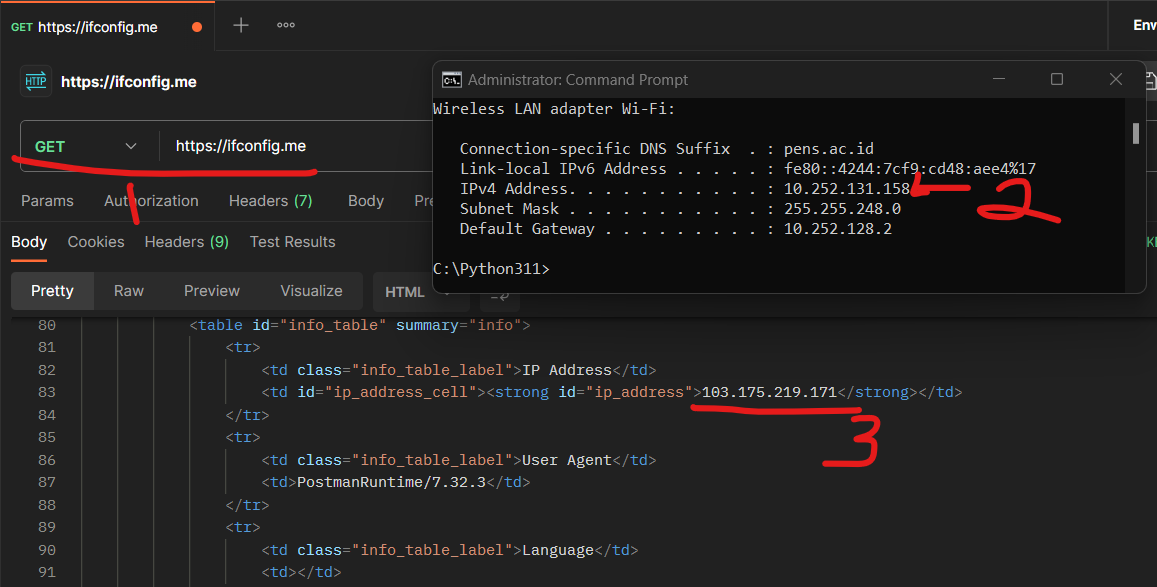 GET https://ifconfig.me
Env
HTTP https://ifconfig.me
GET https://ifconfig.me
Params Authorization Headers (7) Body
Body Cookies Headers (9) Test Results
Pretty Raw Preview Visualize HTML
Administrator: Command Prompt
Wireless LAN adapter Wi-Fi:
Connection-specific DNS Suffix . : pens.ac.id
Link-local IPv6 Address . . . . . : fe80::4244:7cf9:cd48:aee4%17
IPv4 Address. . . . . . . . . . . : 10.252.131.158
Subnet Mask . . . . . . . . . . . : 255.255.248.0
Default Gateway . . . . . . . . . : 10.252.128.2
C:\Python311>
1
2
80 <table id="info_table" summary="info">
81 <tr>
82 <td class="info_table_label">IP Address</td>
83 <td id="ip_address_cell"><strong id="ip_address">103.175.219.171</strong></td>
84 </tr>
85 <tr>
86 <td class="info_table_label">User Agent</td>
87 <td>PostmanRuntime/7.32.3</td>
88 </tr>
89 <tr>
90 <td class="info_table_label">Language</td>
91 <td></td>
3